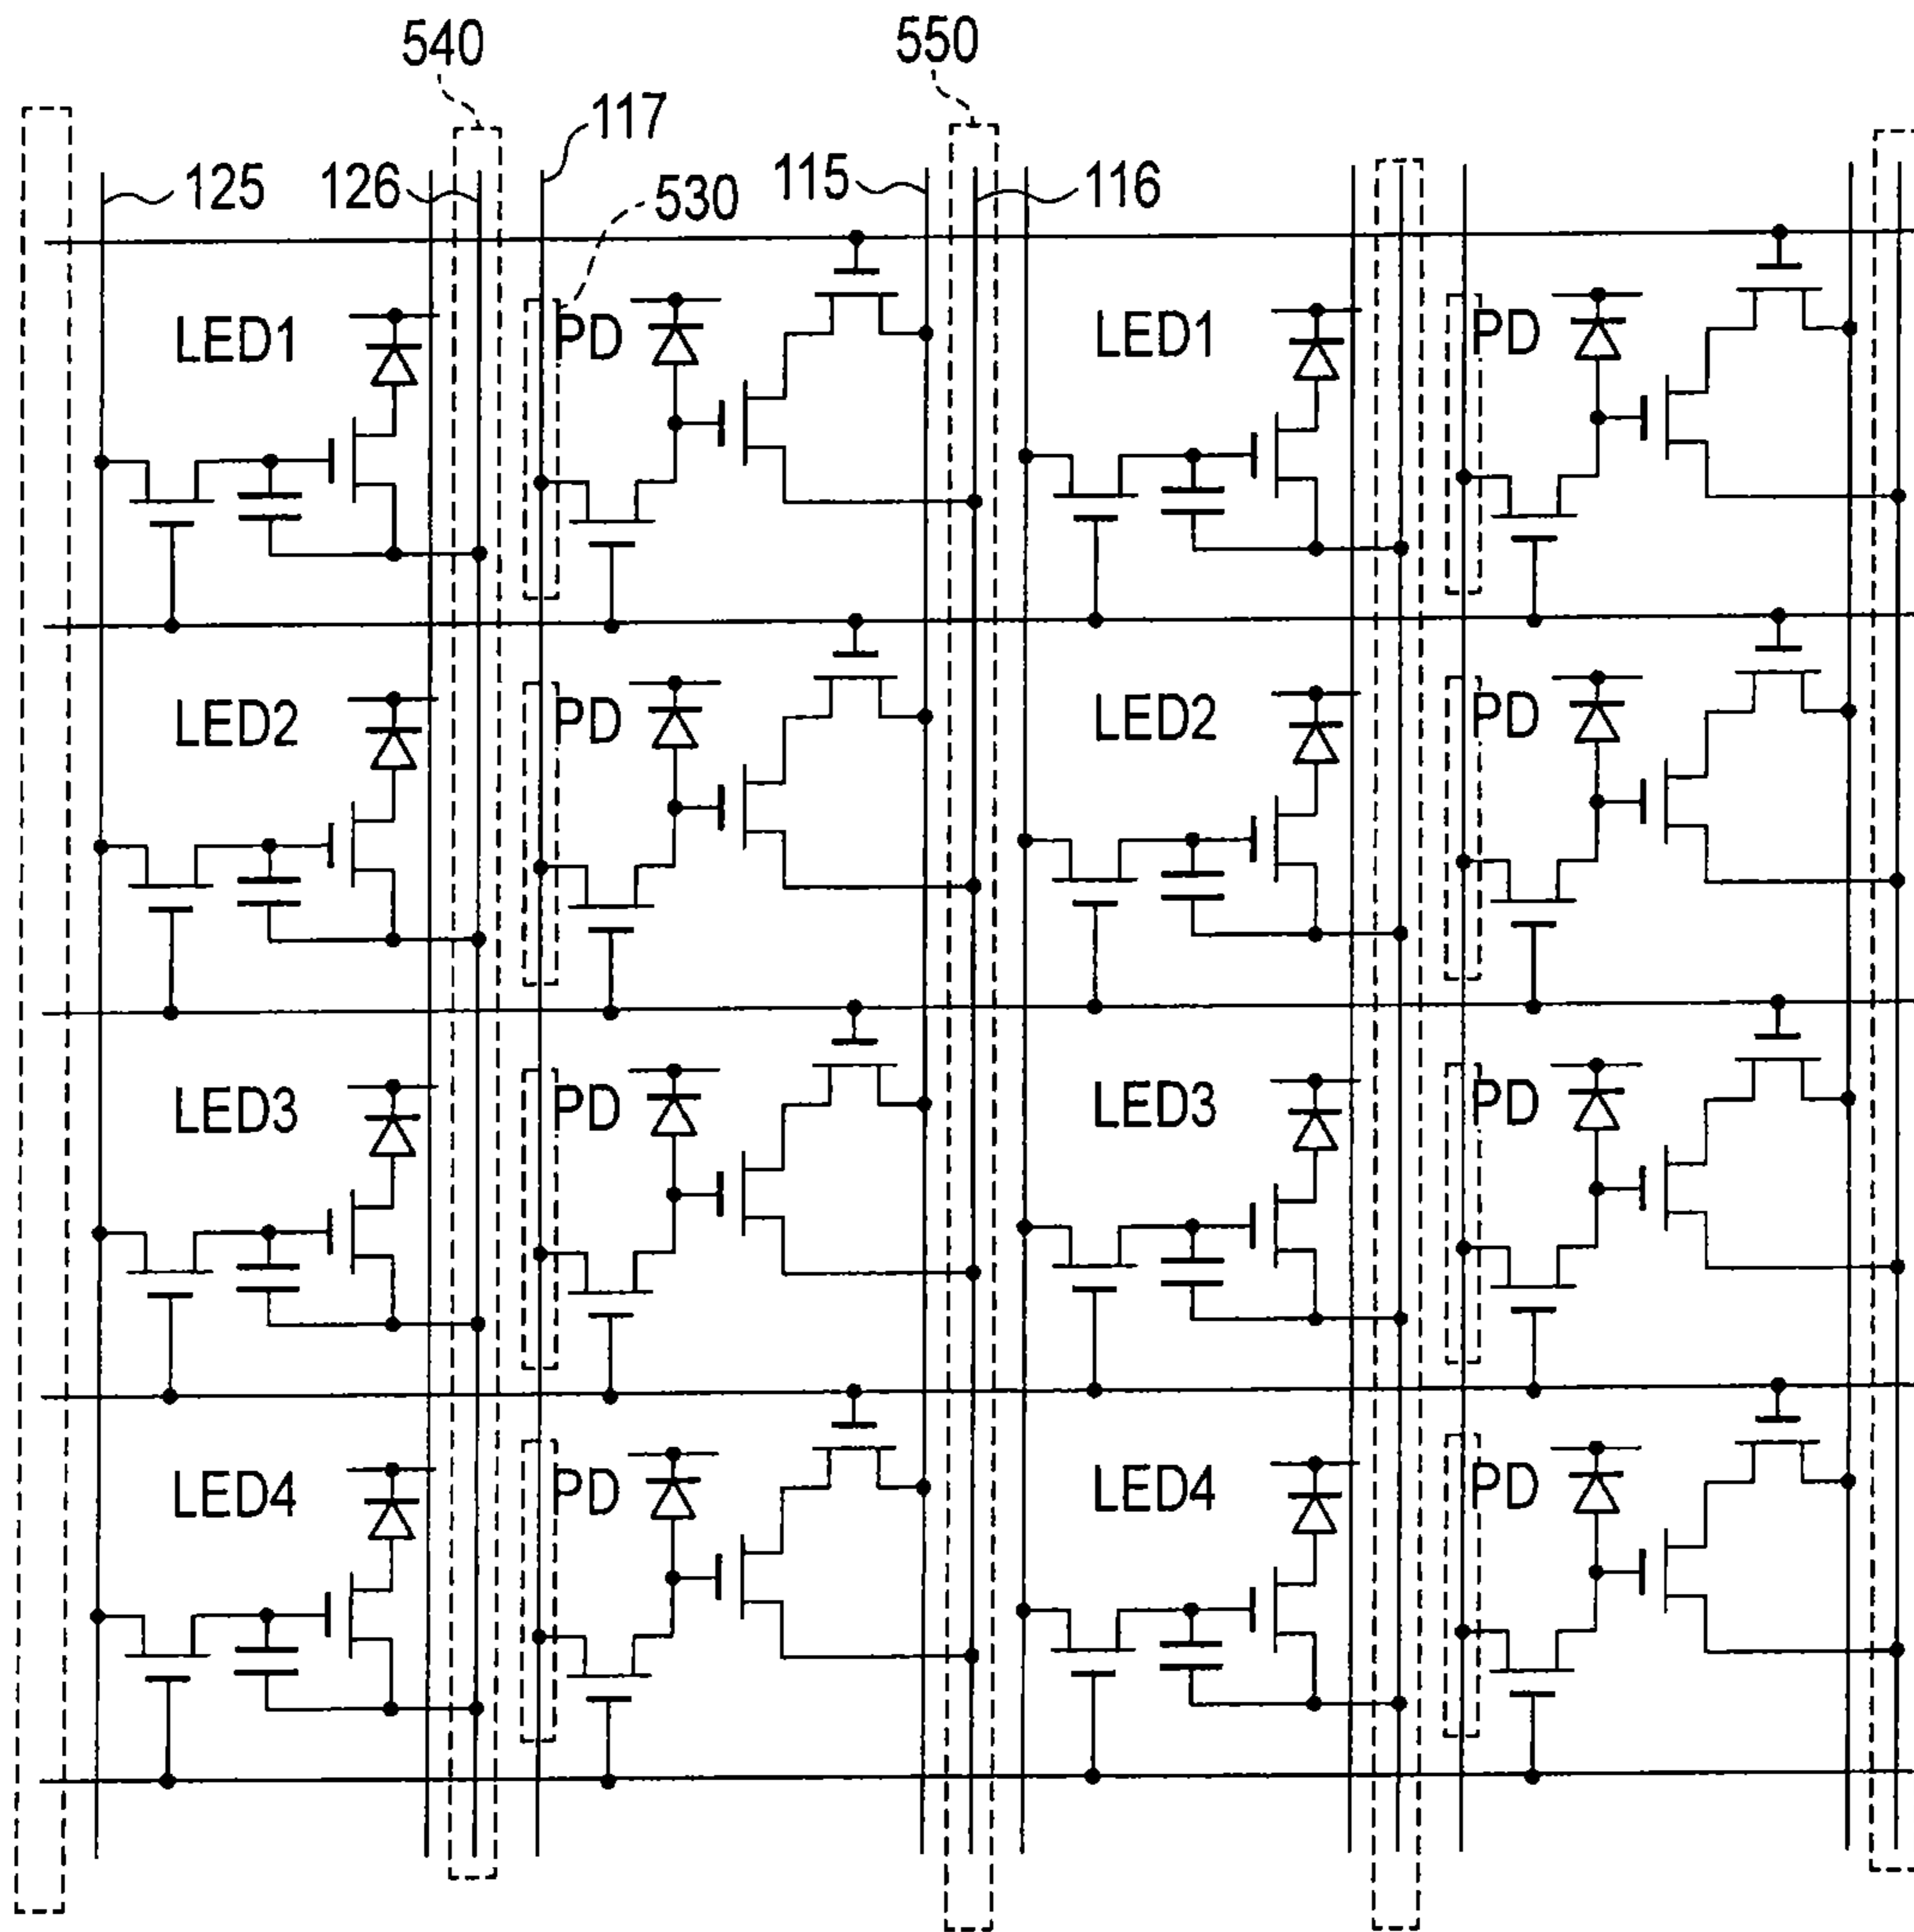 540
550
117
125
126
530
115
116
LED1 PD LED1 PD
LED2 PD LED2 PD
LED3 PD LED3 PD
LED4 PD LED4 PD